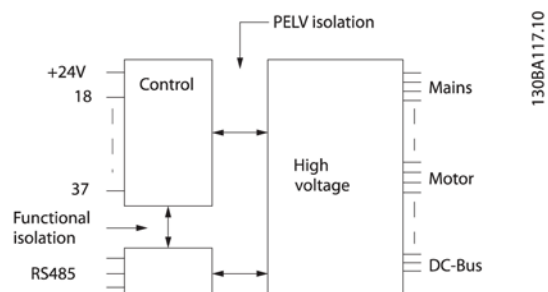 PELV isolation
130BA117.10
+24V
Control
Mains
18
High
voltage
Motor
37
Functional
isolation
DC-Bus
RS485